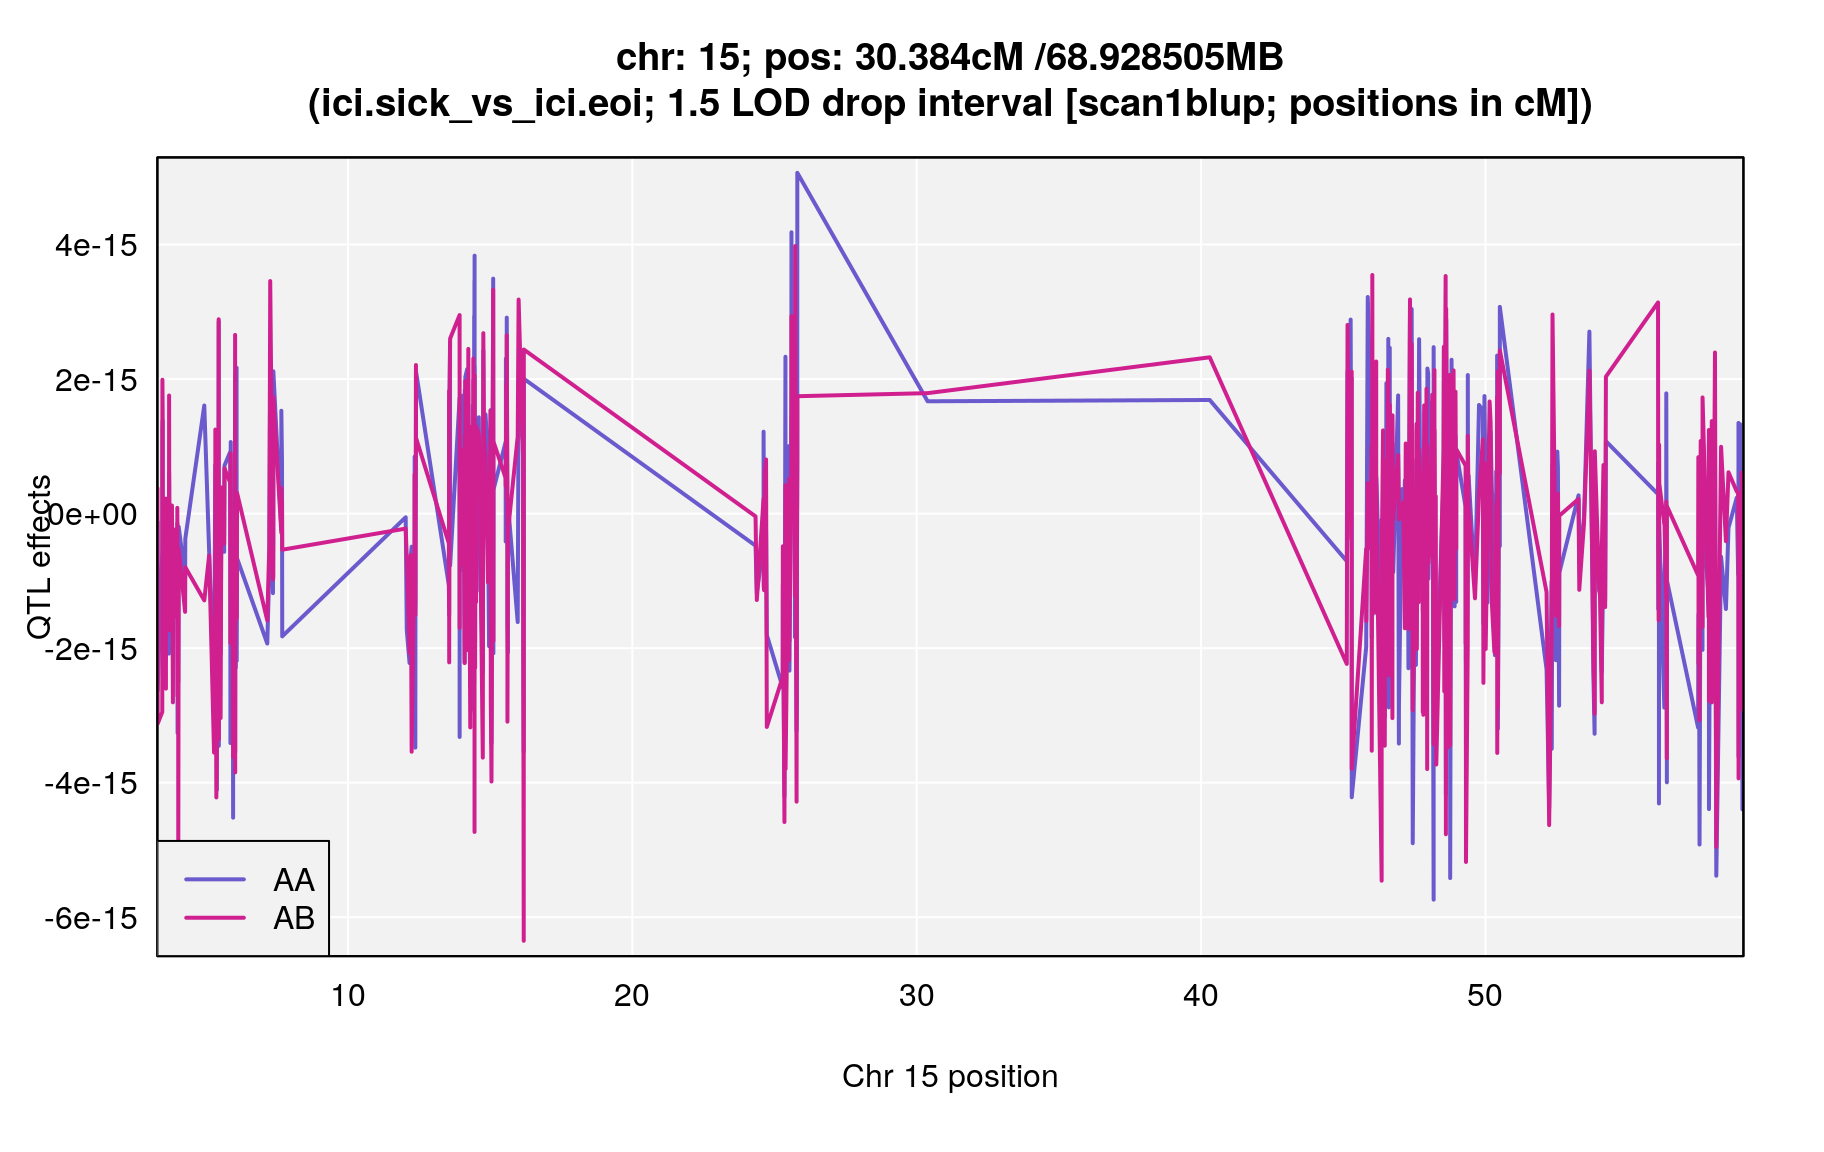 chr: 15; pos: 30.384cM /68.928505MB
(ici.sick_vs_ici.eoi; 1.5 LOD drop interval [scan1blup; positions in cM])
QTL effects
4e-15
2e-15
0e+00
-2e-15
-4e-15
-6e-15
AA
AB
10
20
30
40
50
Chr 15 position